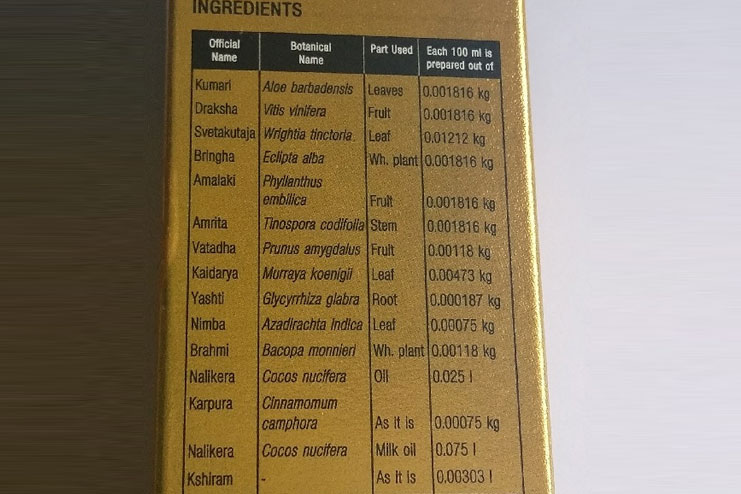 INGREDIENTS
Official Name Botanical Name Part Used Each 100 ml is prepared out of
Kumari Aloe barbadensis Leaves 0.001816 kg
Draksha Vitis vinifera Fruit 0.001816 kg
Svetakutaja Wrightia tinctoria. Leaf 0.01212 kg
Bringha Eclipta alba Wh. plant 0.001816 kg
Amalaki Phyllanthus
embilica Fruit 0.001816 kg
Amrita Tinospora codifolia Stem 0.001816 kg
Vatadha Prunus amygdalus Fruit 0.00118 kg
Kaidarya Murraya koenigii Leaf 0.00473 kg
Yashti Glycyrrhiza glabra Root 0.000187 kg
Nimba Azadirachta indica Leaf 0.00075 kg
Brahmi Bacopa monnieri Wh. plant 0.00118 kg
Nalikera Cocos nucifera Oil 0.025 l
Karpura Cinnamomum
camphora As it is 0.00075 kg
Nalikera Cocos nucifera Milk oil 0.075 l
Kshiram - As it is 0.00303 l